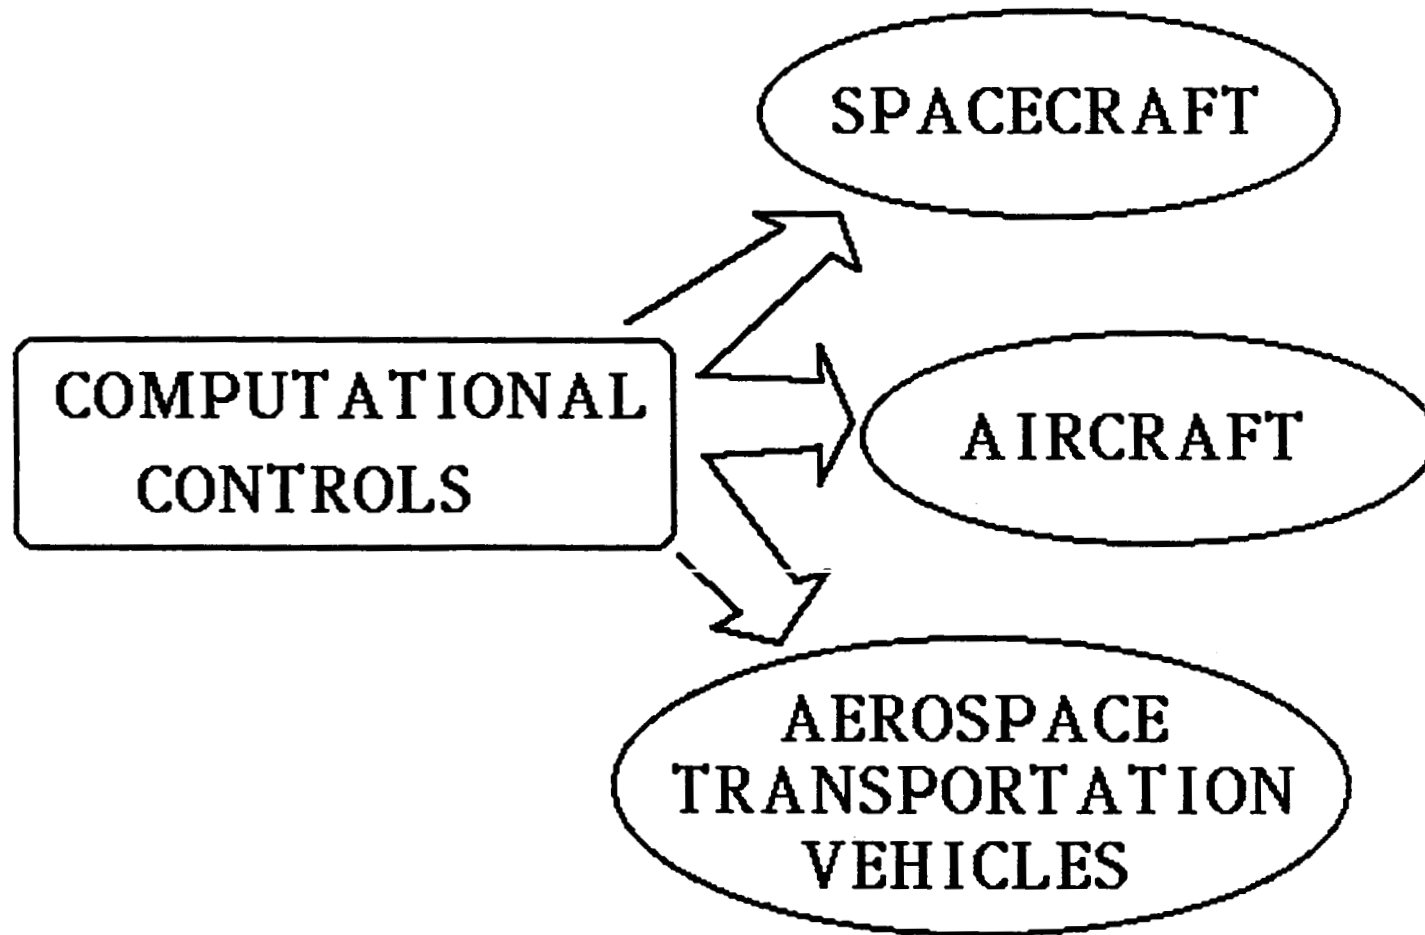 SPACECRAFT
COMPUTATIONAL
CONTROLS
AIRCRAFT
AEROSPACE
TRANSPORTATION
VEHICLES